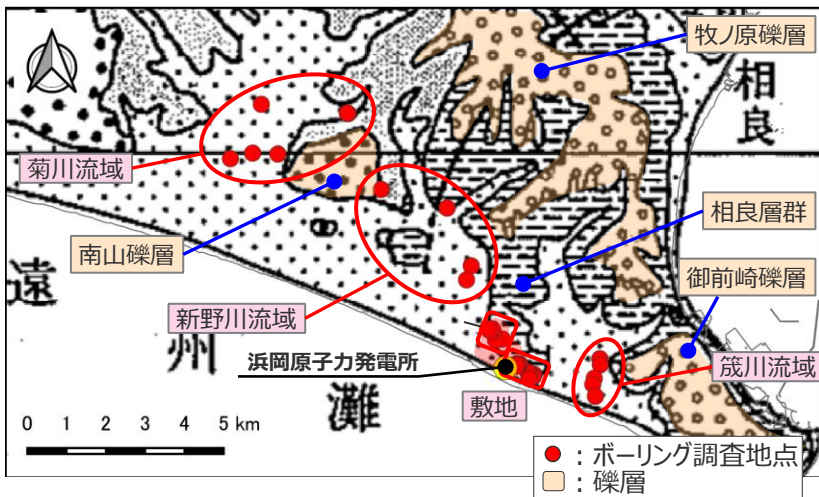 牧ノ原礫層
相良
菊川流域
相良層群
南山礫層
御前崎礫層
遠
州
灘
新野川流域
浜岡原子力発電所
筬川流域
敷地
0 1 2 3 4 5 km
：ボーリング調査地点
：礫層